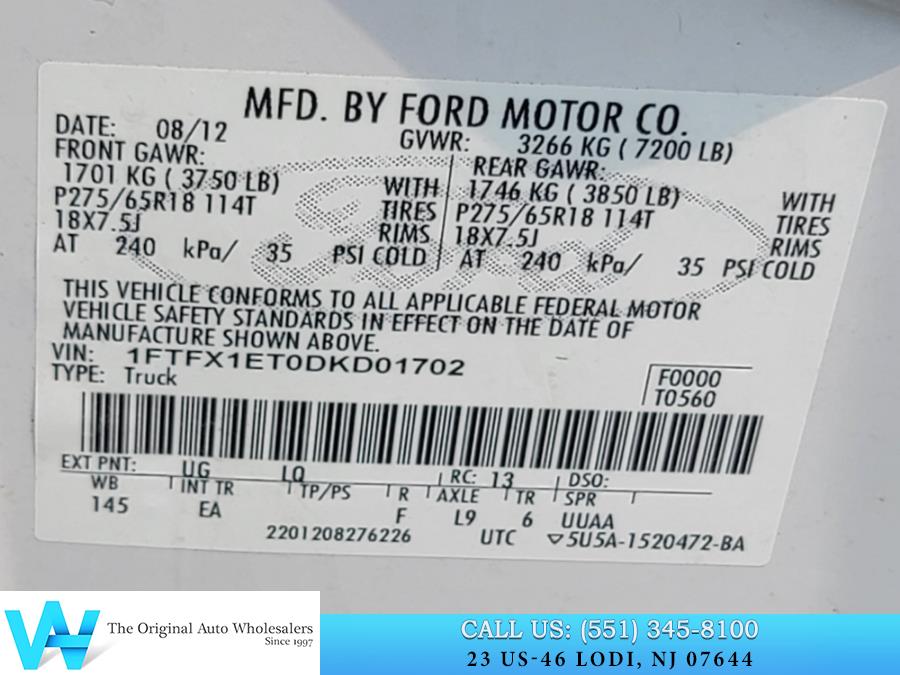 MFD. BY FORD MOTOR CO.
DATE: 08/12 GVWR: 3266 KG ( 7200 LB)
FRONT GAWR: REAR GAWR:
1701 KG ( 3750 LB) WITH 1746 KG ( 3850 LB) WITH
P275/65R18 114T TIRES P275/65R18 114T TIRES
18X7.5J RIMS 18X7.5J RIMS
AT 240 kPa/ 35 PSI COLD AT 240 kPa/ 35 PSI COLD
THIS VEHICLE CONFORMS TO ALL APPLICABLE FEDERAL MOTOR
VEHICLE SAFETY STANDARDS IN EFFECT ON THE DATE OF
MANUFACTURE SHOWN ABOVE.
VIN: 1FTFX1ET0DKD01702
TYPE: Truck F0000
T0560
EXT PNT: UG LQ RC: 13 DSO:
WB INT TR TP/PS R AXLE TR SPR
145 EA F L9 6 UUAA
2201208276226 UTC ▽5U5A-1520472-BA
Ford
W
The Original Auto Wholesalers
Since 1997
CALL US: (551) 345-8100
23 US-46 LODI, NJ 07644